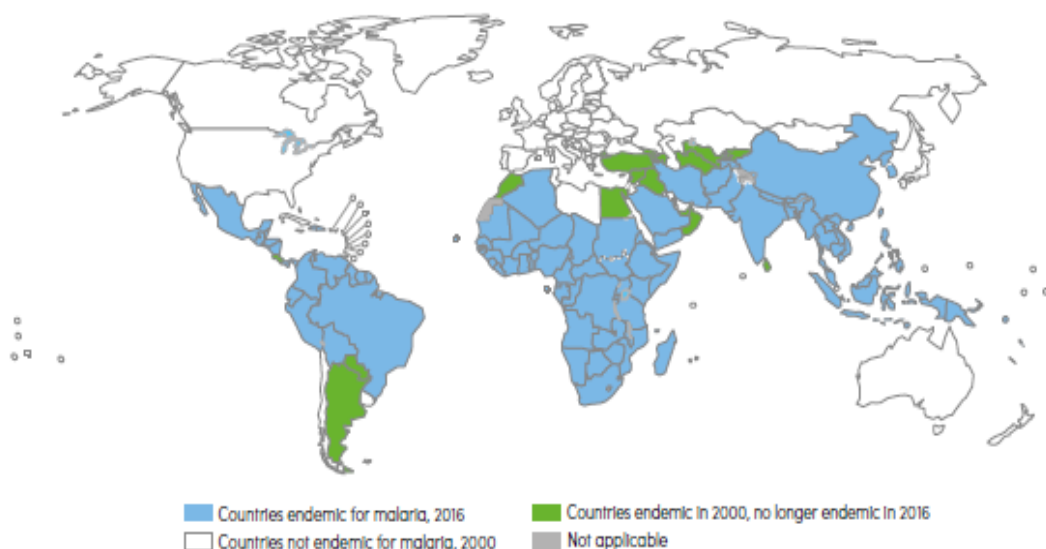 Countries endemic for malaria, 2016
Countries endemic in 2000, no longer endemic in 2016
Countries not endemic for malaria, 2000
Not applicable